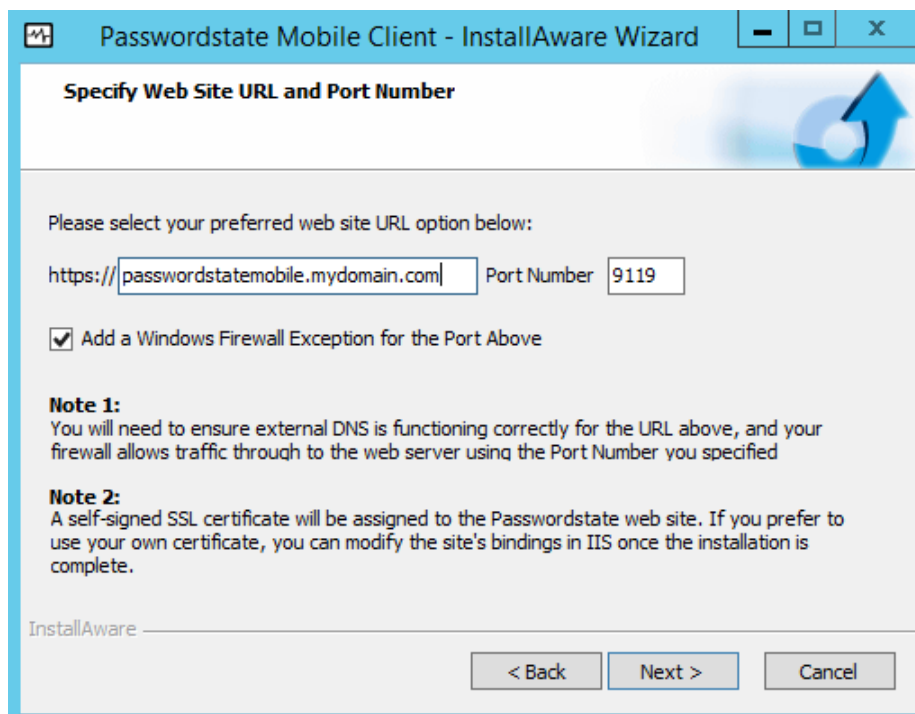 Passwordstate Mobile Client - InstallAware Wizard
Specify Web Site URL and Port Number
Please select your preferred web site URL option below:
https:// passwordstatemobile.mydomain.com Port Number 9119
Add a Windows Firewall Exception for the Port Above
Note 1:
You will need to ensure external DNS is functioning correctly for the URL above, and your
firewall allows traffic through to the web server using the Port Number you specified
Note 2:
A self-signed SSL certificate will be assigned to the Passwordstate web site. If you prefer to
use your own certificate, you can modify the site's bindings in IIS once the installation is
complete.
InstallAware
< Back Next > Cancel